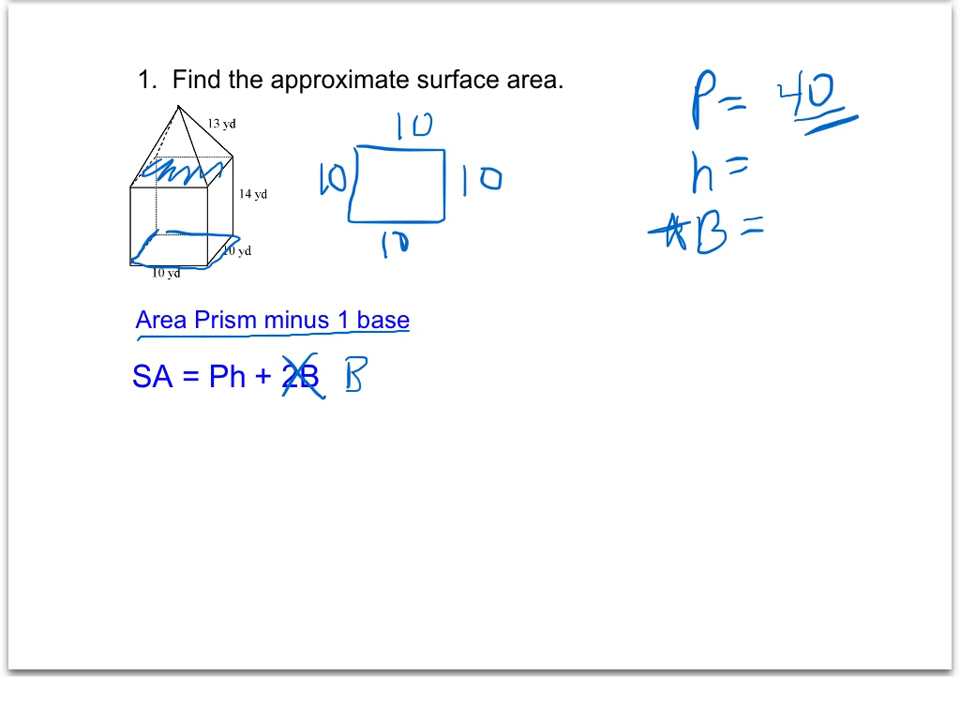 1. Find the approximate surface area.
13 yd
14 yd
10 yd
10 yd
10
10
10
10
P = 40
h =
*B =
Area Prism minus 1 base
SA = Ph + 2B B